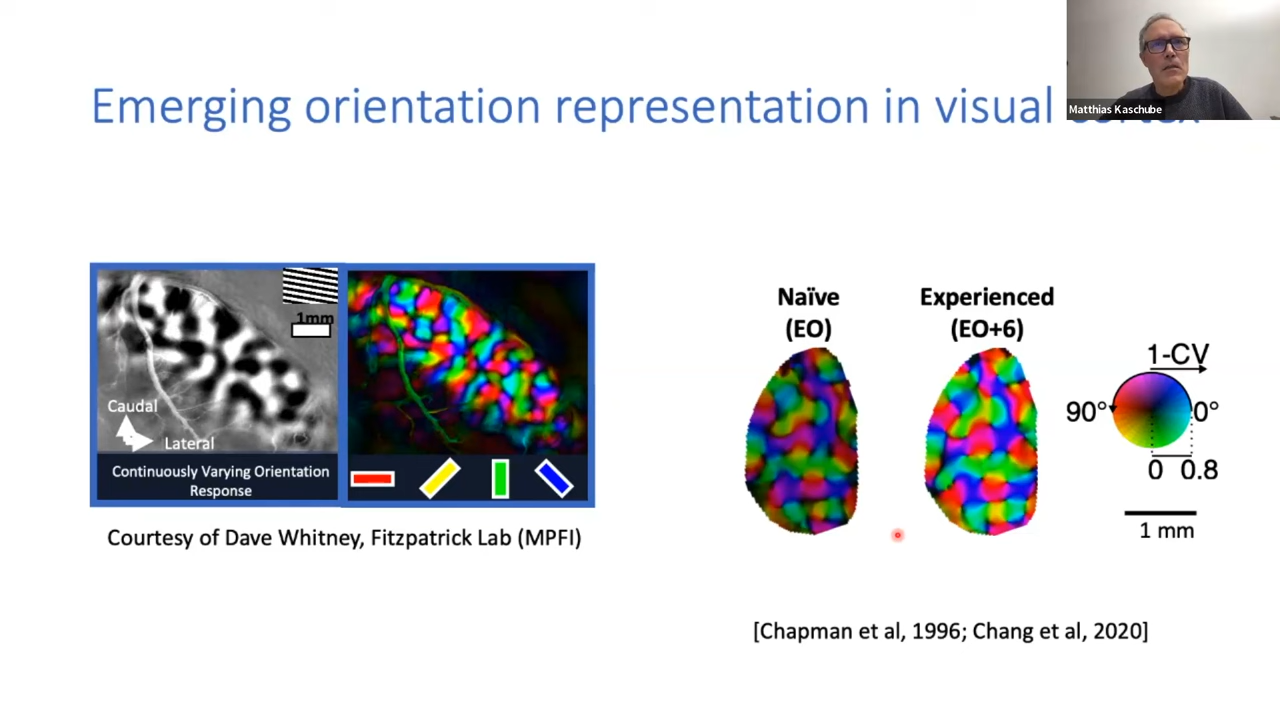 Emerging orientation representation in visual
Matthias Kaschube
1mm
Caudal
Lateral
Continuously Varying Orientation
Response
Courtesy of Dave Whitney, Fitzpatrick Lab (MPFI)
Naïve
(EO)
Experienced
(EO+6)
1-CV
90°
0°
0 0.8
1 mm
[Chapman et al, 1996; Chang et al, 2020]